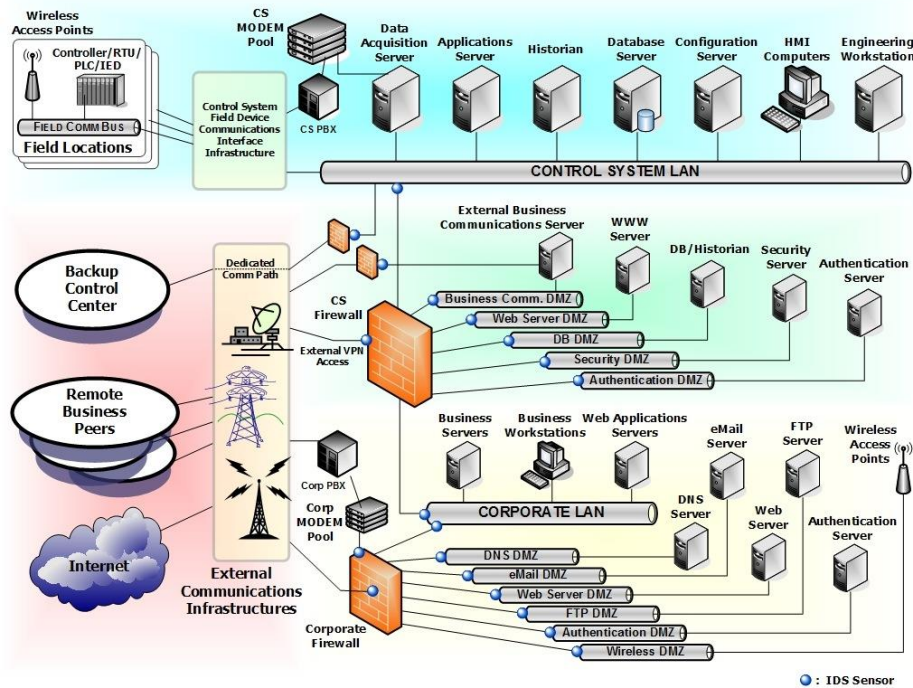 Wireless
Access Points
Controller/RTU/
PLC/IED
FIELD COMM BUS
Field Locations
Control System
Field Device
Communications
Interface
Infrastructure
CS
MODEM
Pool
CS PBX
Data
Acquisition
Server
Applications
Server
Historian
Database
Server
Configuration
Server
HMI
Computers
Engineering
Workstation
CONTROL SYSTEM LAN
Backup
Control
Center
Dedicated
Comm Path
CS
Firewall
External VPN
Access
External Business
Communications Server
WWW
Server
DB/Historian
Security
Server
Authentication
Server
Business Comm. DMZ
Web Server DMZ
DB DMZ
Security DMZ
Authentication DMZ
Remote
Business
Peers
Internet
External
Communications
Infrastructures
Corp PBX
Corp
MODEM
Pool
Corporate
Firewall
Business
Servers
Business
Workstations
Web Applications
Servers
CORPORATE LAN
eMail
Server
FTP
Server
Wireless
Access
Points
DNS
Server
Web
Server
Authentication
Server
DNS DMZ
eMail DMZ
Web Server DMZ
FTP DMZ
Authentication DMZ
Wireless DMZ
: IDS Sensor